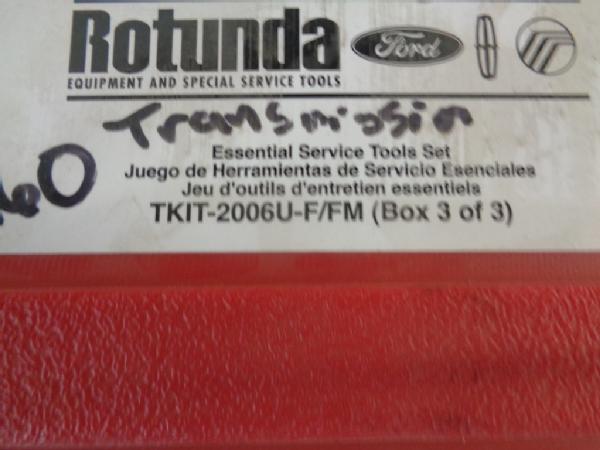 Rotunda
Ford
EQUIPMENT AND SPECIAL SERVICE TOOLS
Transmission
Essential Service Tools Set
Juego de Herramientas de Servicio Esenciales
Jeu d'outils d'entretien essentiels
TKIT-2006U-F/FM (Box 3 of 3)